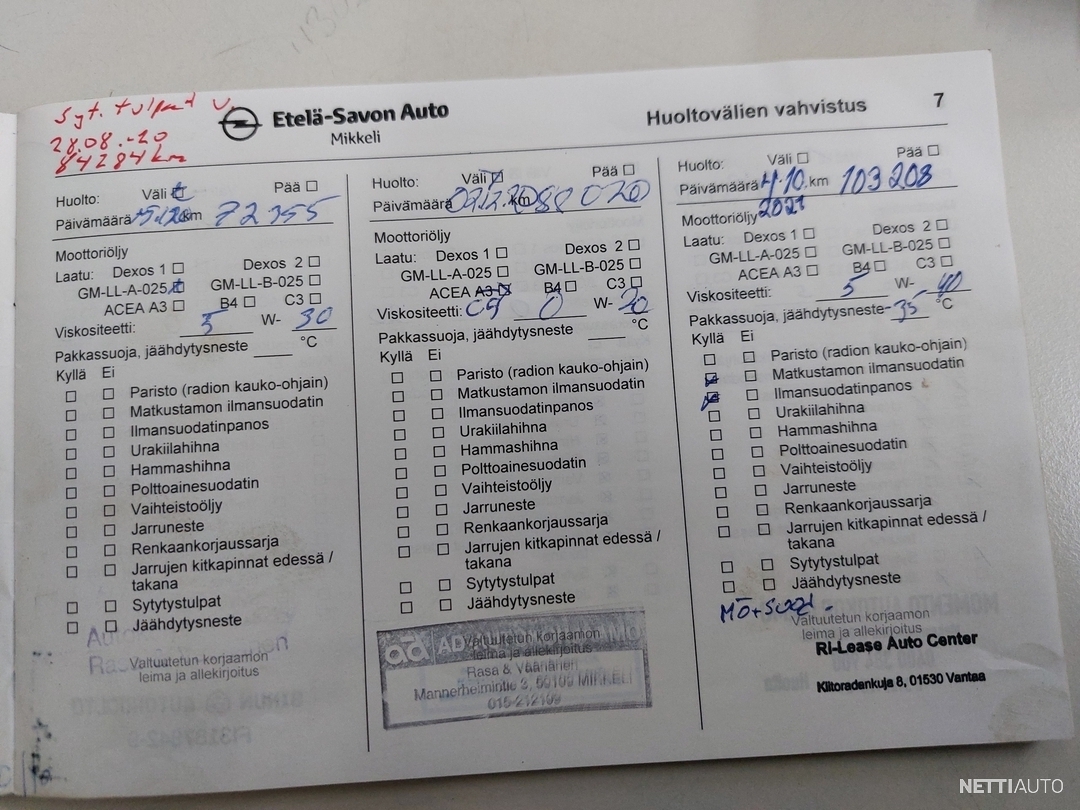 Syt. tulpat
28.08.-20
84284 km
Etelä-Savon Auto
Mikkeli
Huoltovälien vahvistus
7
Huolto: Väli ☐ Pää ☐
Päivämäärä km 72355
Moottoriöljy
Laatu: Dexos 1 ☐ Dexos 2 ☐
GM-LL-A-025 ☒ GM-LL-B-025 ☐
ACEA A3 ☐ B4 ☐ C3 ☐
Viskositeetti: 5 W- 30
Pakkassuoja, jäähdytysneste ____ °C
Kyllä Ei
☐ ☐ Paristo (radion kauko-ohjain)
☐ ☐ Matkustamon ilmansuodatin
☐ ☐ Ilmansuodatinpanos
☐ ☐ Urakiilahihna
☐ ☐ Hammashihna
☐ ☐ Polttoainesuodatin
☐ ☐ Vaihteistoöljy
☐ ☐ Jarruneste
☐ ☐ Renkaankorjaussarja
☐ ☐ Jarrujen kitkapinnat edessä /
takana
☐ ☐ Sytytystulpat
☐ ☐ Jäähdytysneste
Valtuutetun korjaamon
leima ja allekirjoitus
Huolto: Väli ☒ Pää ☐
Päivämäärä km
Moottoriöljy
Laatu: Dexos 1 ☐ Dexos 2 ☐
GM-LL-A-025 ☐ GM-LL-B-025 ☐
ACEA A3 ☐ B4 ☐ C3 ☐
Viskositeetti: C5 0 W- 20
Pakkassuoja, jäähdytysneste ____ °C
Kyllä Ei
☐ ☐ Paristo (radion kauko-ohjain)
☐ ☐ Matkustamon ilmansuodatin
☐ ☐ Ilmansuodatinpanos
☐ ☐ Urakiilahihna
☐ ☐ Hammashihna
☐ ☐ Polttoainesuodatin
☐ ☐ Vaihteistoöljy
☐ ☐ Jarruneste
☐ ☐ Renkaankorjaussarja
☐ ☐ Jarrujen kitkapinnat edessä /
takana
☐ ☐ Sytytystulpat
☐ ☐ Jäähdytysneste
ad AD
Valtuutetun korjaamon
leima ja allekirjoitus
Rasa & Väänänen
Mannerheimintie 3, 50100 MIKKELI
Huolto: Väli ☐ Pää ☐
Päivämäärä 4.10. km 103208
2021
Moottoriöljy
Laatu: Dexos 1 ☐ Dexos 2 ☐
GM-LL-A-025 ☐ GM-LL-B-025 ☐
ACEA A3 ☐ B4 ☐ C3 ☐
Viskositeetti: 5 W- 40
Pakkassuoja, jäähdytysneste -35 °C
Kyllä Ei
☐ ☐ Paristo (radion kauko-ohjain)
☒ ☐ Matkustamon ilmansuodatin
☒ ☐ Ilmansuodatinpanos
☐ ☐ Urakiilahihna
☐ ☐ Hammashihna
☐ ☐ Polttoainesuodatin
☐ ☐ Vaihteistoöljy
☐ ☐ Jarruneste
☐ ☐ Renkaankorjaussarja
☐ ☐ Jarrujen kitkapinnat edessä /
takana
☐ ☐ Sytytystulpat
☐ ☐ Jäähdytysneste
MÖ+suod.
Valtuutetun korjaamon
leima ja allekirjoitus
RI-Lease Auto Center
Kiitoradankuja 8, 01530 Vantaa
NETTIAUTO